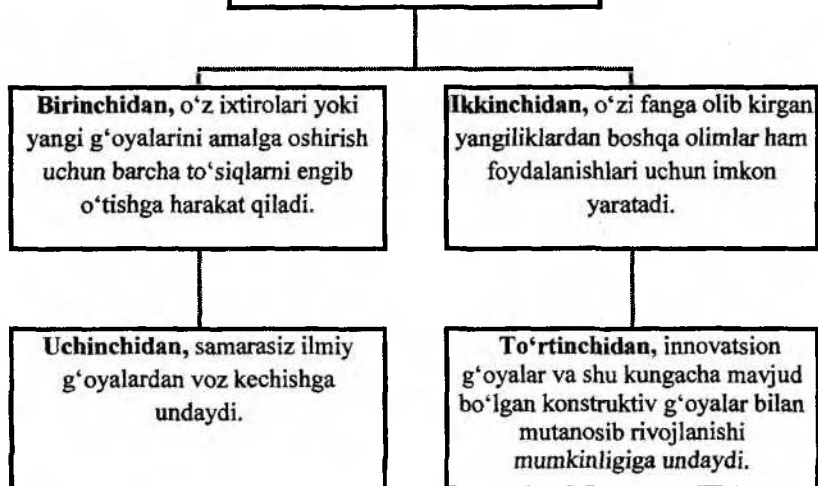 Birinchidan, o‘z ixtirolari yoki
yangi g‘oyalarini amalga oshirish
uchun barcha to‘siqlarni engib
o‘tishga harakat qiladi.
Ikkinchidan, o‘zi fanga olib kirgan
yangiliklardan boshqa olimlar ham
foydalanishlari uchun imkon
yaratadi.
Uchinchidan, samarasiz ilmiy
g‘oyalardan voz kechishga
undaydi.
To‘rtinchidan, innovatsion
g‘oyalar va shu kungacha mavjud
bo‘lgan konstruktiv g‘oyalar bilan
mutanosib rivojlanishi
mumkinligiga undaydi.